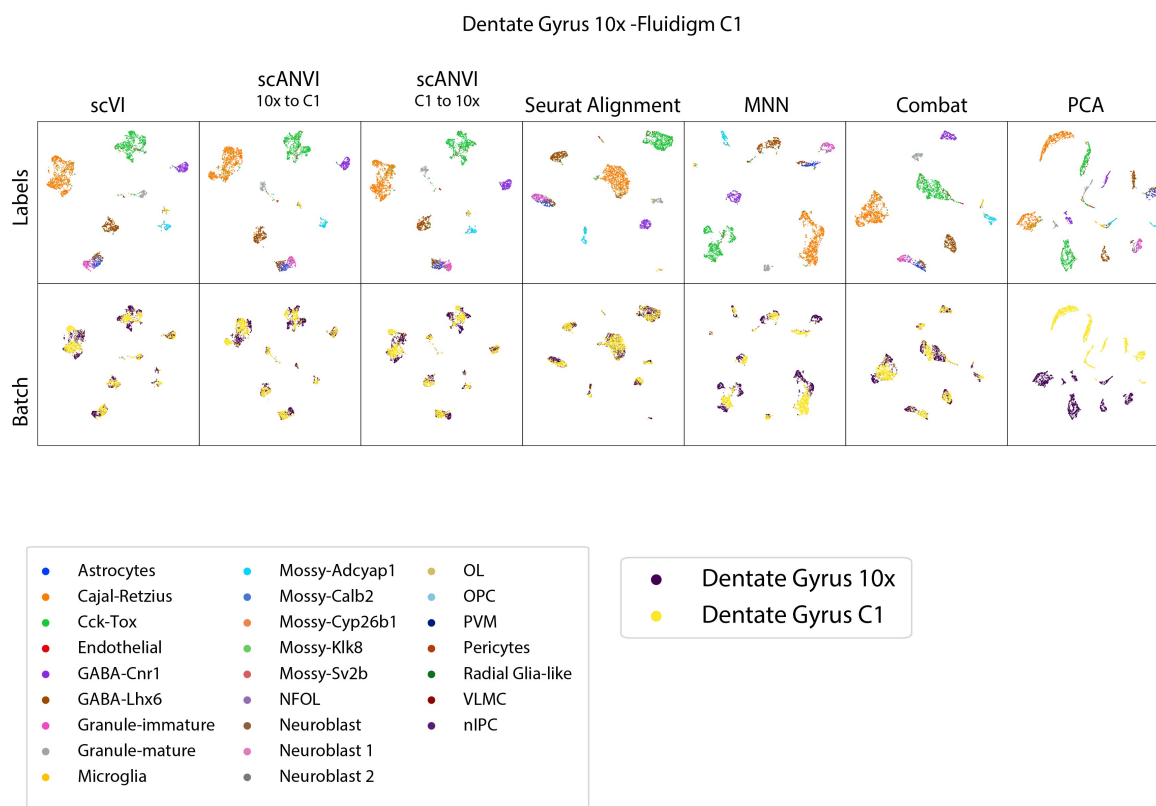 Dentate Gyrus 10x -Fluidigm C1
scVI
scANVI
10x to C1
scANVI
C1 to 10x
Seurat Alignment
MNN
Combat
PCA
Labels
Batch
Astrocytes
Cajal-Retzius
Cck-Tox
Endothelial
GABA-Cnr1
GABA-Lhx6
Granule-immature
Granule-mature
Microglia
Mossy-Adcyap1
Mossy-Calb2
Mossy-Cyp26b1
Mossy-Klk8
Mossy-Sv2b
NFOL
Neuroblast
Neuroblast 1
Neuroblast 2
OL
OPC
PVM
Pericytes
Radial Glia-like
VLMC
nIPC
Dentate Gyrus 10x
Dentate Gyrus C1